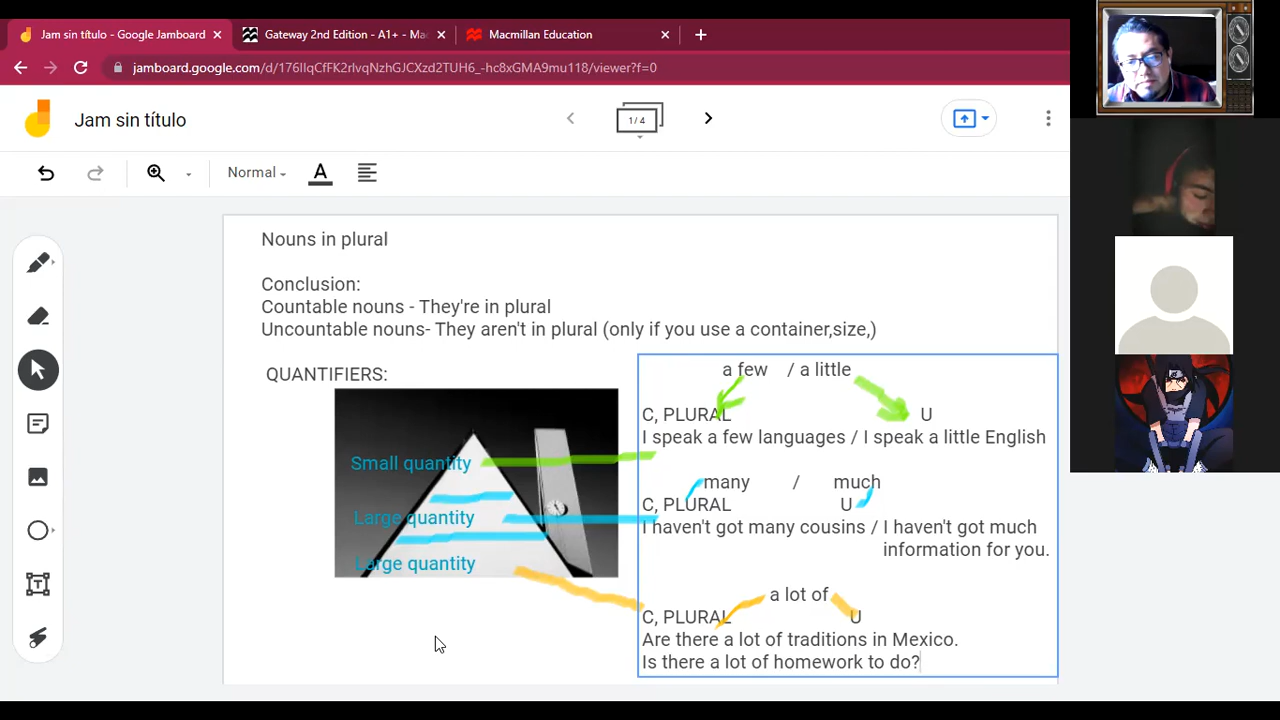 Jam sin título - Google Jamboard
Gateway 2nd Edition - A1+ - Ma
Macmillan Education
jamboard.google.com/d/176IIqCfFK2rlvqNzhGJCXzd2TUH6_-hc8xGMA9mu118/viewer?f=0
Jam sin título
1/4
Normal
A
Nouns in plural
Conclusion:
Countable nouns - They're in plural
Uncountable nouns- They aren't in plural (only if you use a container,size,)
QUANTIFIERS:
Small quantity
Large quantity
Large quantity
a few / a little
C, PLURAL U
I speak a few languages / I speak a little English
many / much
C, PLURAL U
I haven't got many cousins / I haven't got much
information for you.
a lot of
C, PLURAL U
Are there a lot of traditions in Mexico.
Is there a lot of homework to do?